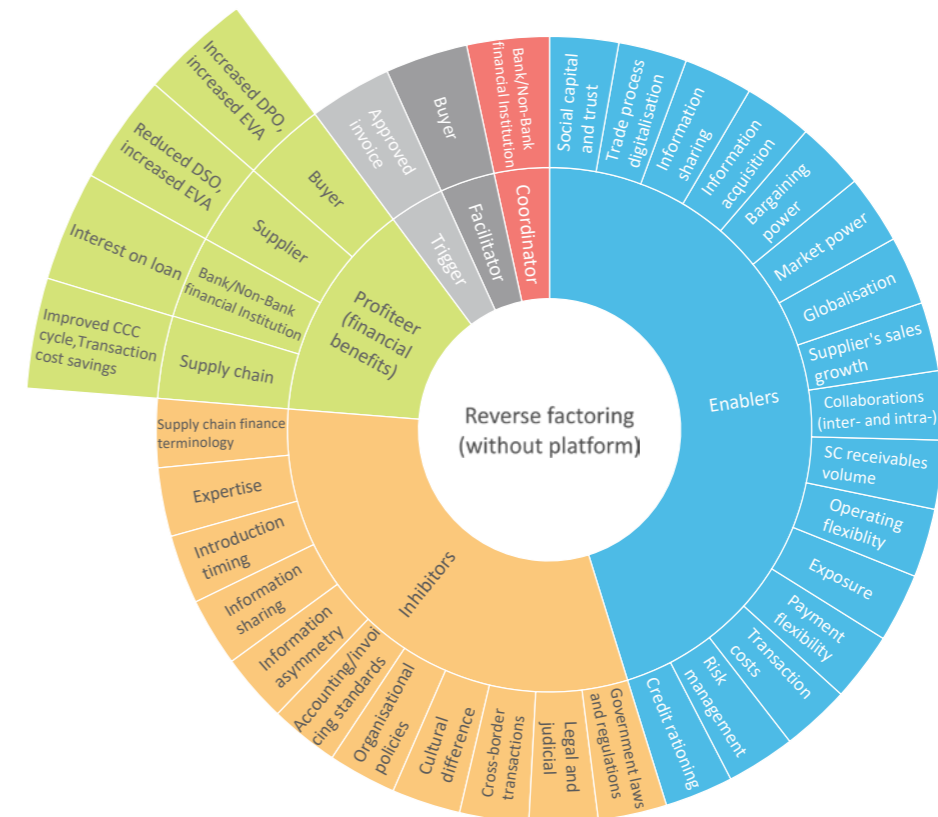 Reverse factoring
(without platform)
Enablers
Social capital
and trust
Trade process
digitalisation
Information
sharing
Information
acquisition
Bargaining
power
Market power
Globalisation
Supplier's sales
growth
Collaborations
(inter- and intra-)
SC receivables
volume
Operating
flexiblity
Exposure
Payment
flexibility
Transaction
costs
Risk
management
Credit rationing
Inhibitors
Government laws
and regulations
Legal and
judicial
Cross-border
transactions
Cultural
difference
Organisational
policies
Accounting/invoi
cing standards
Information
asymmetry
Information
sharing
Introduction
timing
Expertise
Supply chain finance
terminology
Profiteer
(financial
benefits)
Supply chain
Improved CCC
cycle,Transaction
cost savings
Bank/Non-Bank
financial Institution
Interest on loan
Supplier
Reduced DSO,
increased EVA
Buyer
Increased DPO,
increased EVA
Trigger
Approved
invoice
Facilitator
Buyer
Coordinator
Bank/Non-Bank
financial Institution